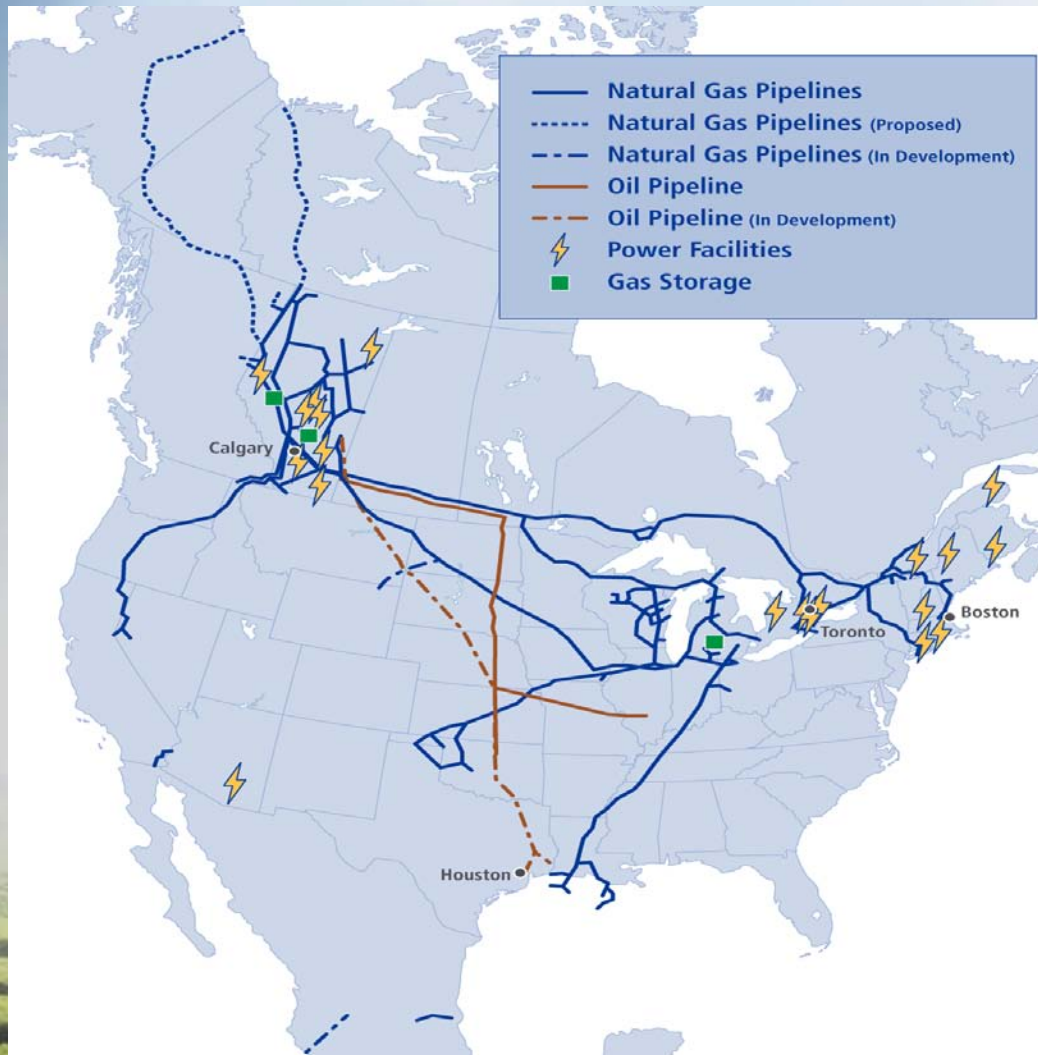 Natural Gas Pipelines
Natural Gas Pipelines (Proposed)
Natural Gas Pipelines (In Development)
Oil Pipeline
Oil Pipeline (In Development)
Power Facilities
Gas Storage
Calgary
Toronto
Boston
Houston